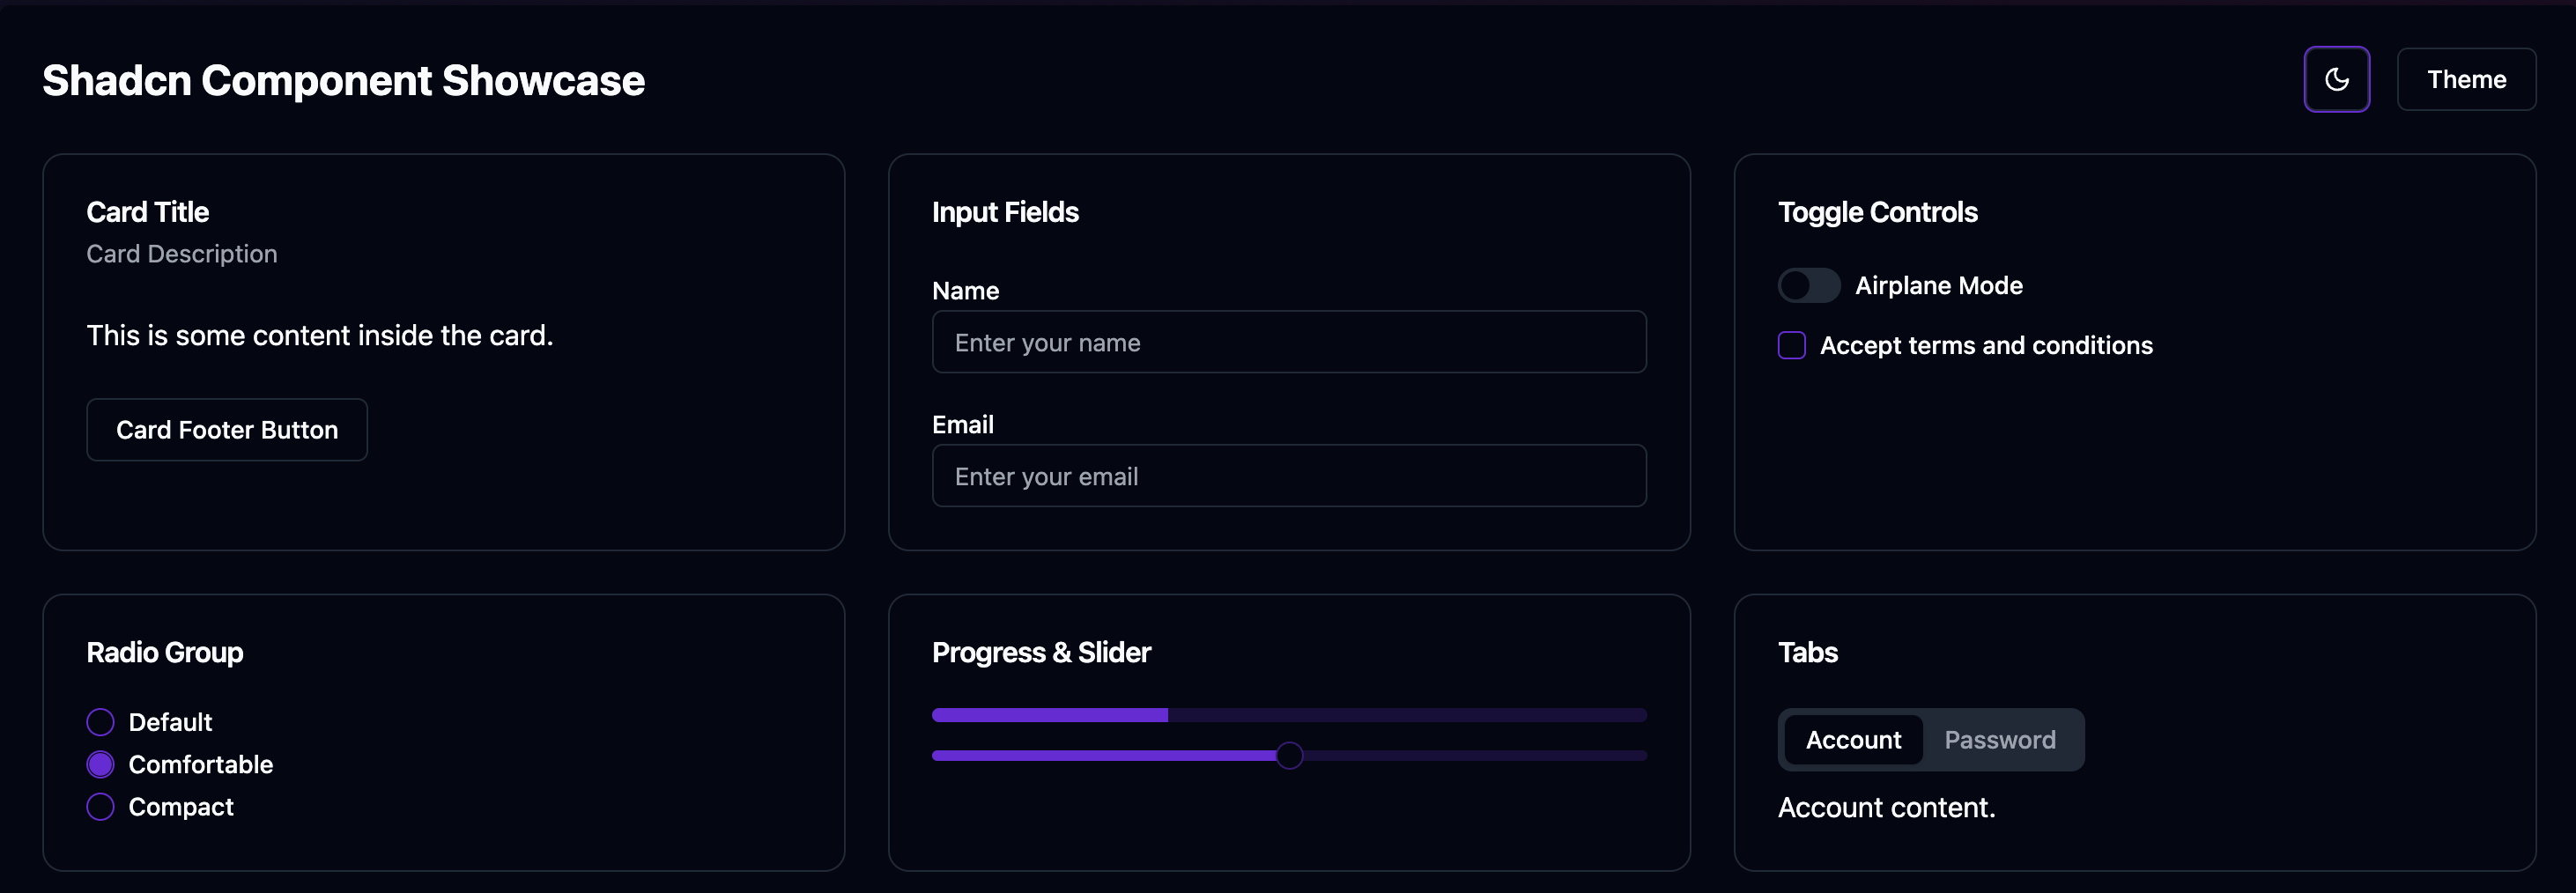 Shadcn Component Showcase
Theme
Card Title
Card Description
This is some content inside the card.
Card Footer Button
Input Fields
Name
Enter your name
Email
Enter your email
Toggle Controls
Airplane Mode
Accept terms and conditions
Radio Group
Default
Comfortable
Compact
Progress & Slider
Tabs
Account Password
Account content.